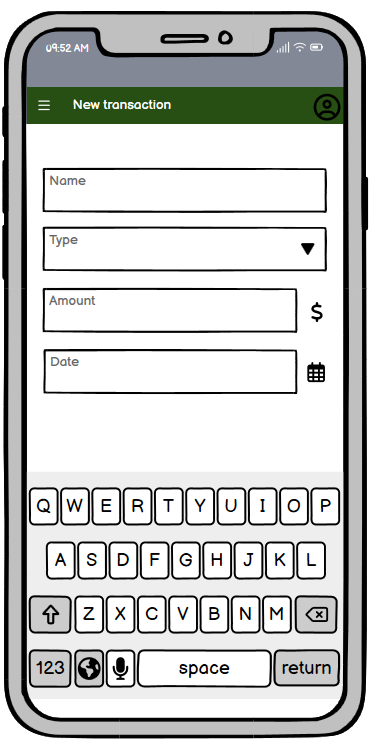 09:52 AM
New transaction
Name
Type
Amount
$
Date
Q W E R T Y U I O P
A S D F G H J K L
Z X C V B N M
123 space return